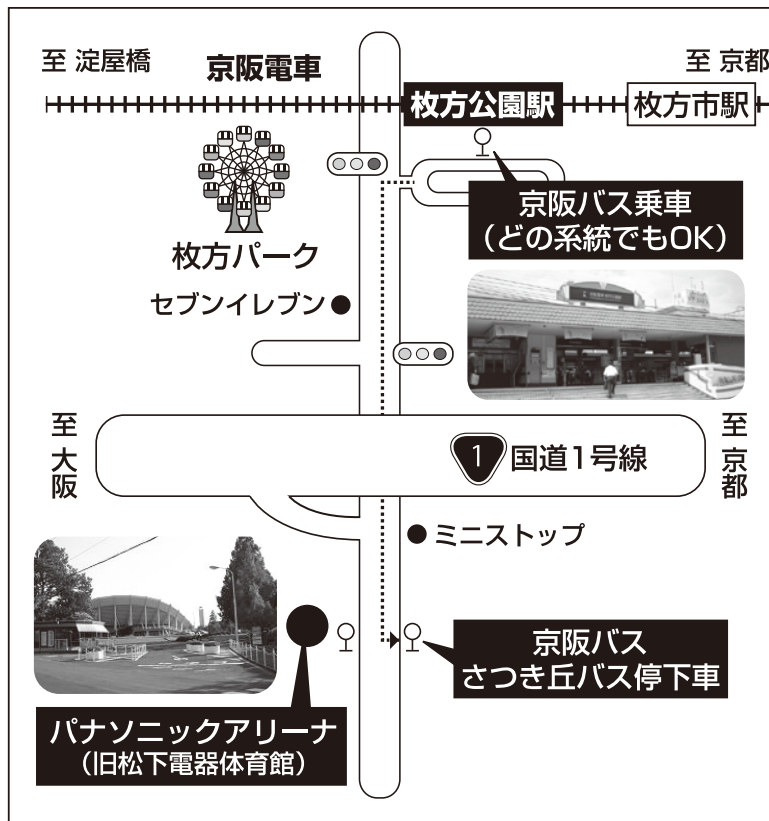 至 淀屋橋
京阪電車
至 京都
枚方公園駅
枚方市駅
京阪バス乗車
（どの系統でもOK）
枚方パーク
セブンイレブン
至 大阪
1
国道1号線
至 京都
ミニストップ
京阪バス
さつき丘バス停下車
パナソニックアリーナ
（旧松下電器体育館）